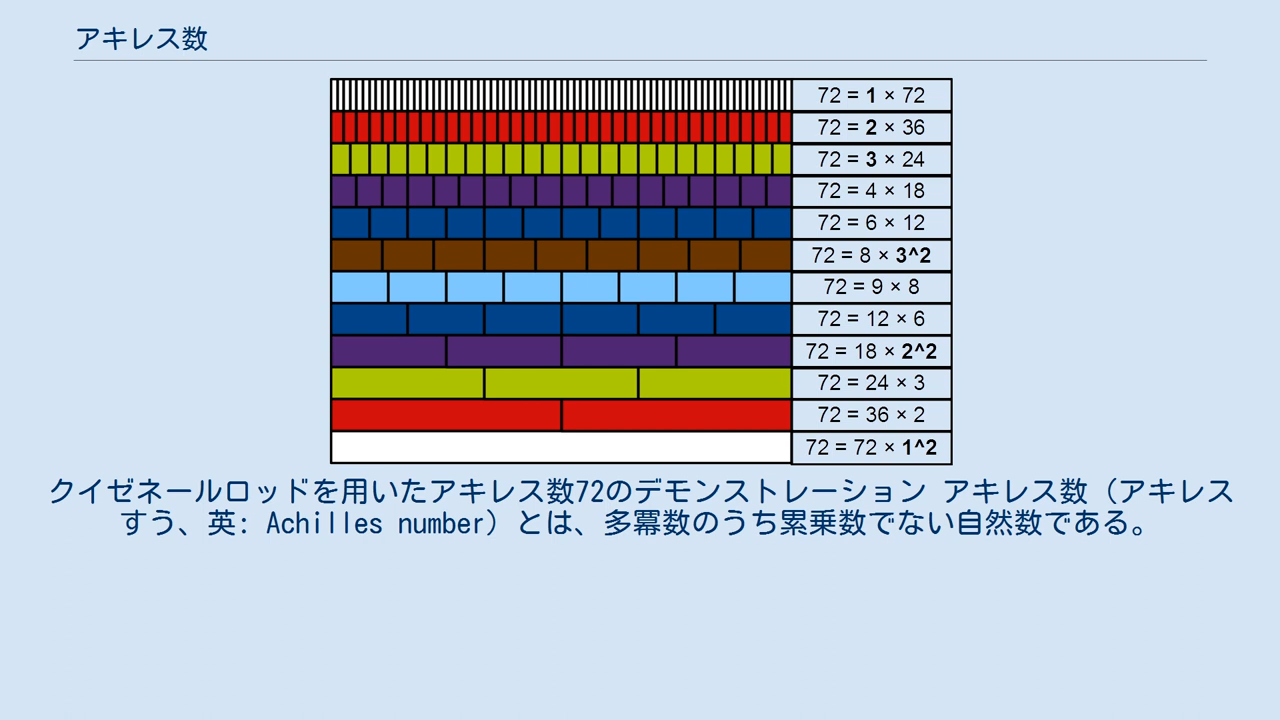 アキレス数
72 = 1 × 72
72 = 2 × 36
72 = 3 × 24
72 = 4 × 18
72 = 6 × 12
72 = 8 × 3^2
72 = 9 × 8
72 = 12 × 6
72 = 18 × 2^2
72 = 24 × 3
72 = 36 × 2
72 = 72 × 1^2
クイゼネールロッドを用いたアキレス数72のデモンストレーション アキレス数（アキレス
すう、英: Achilles number）とは、多冪数のうち累乗数でない自然数である。